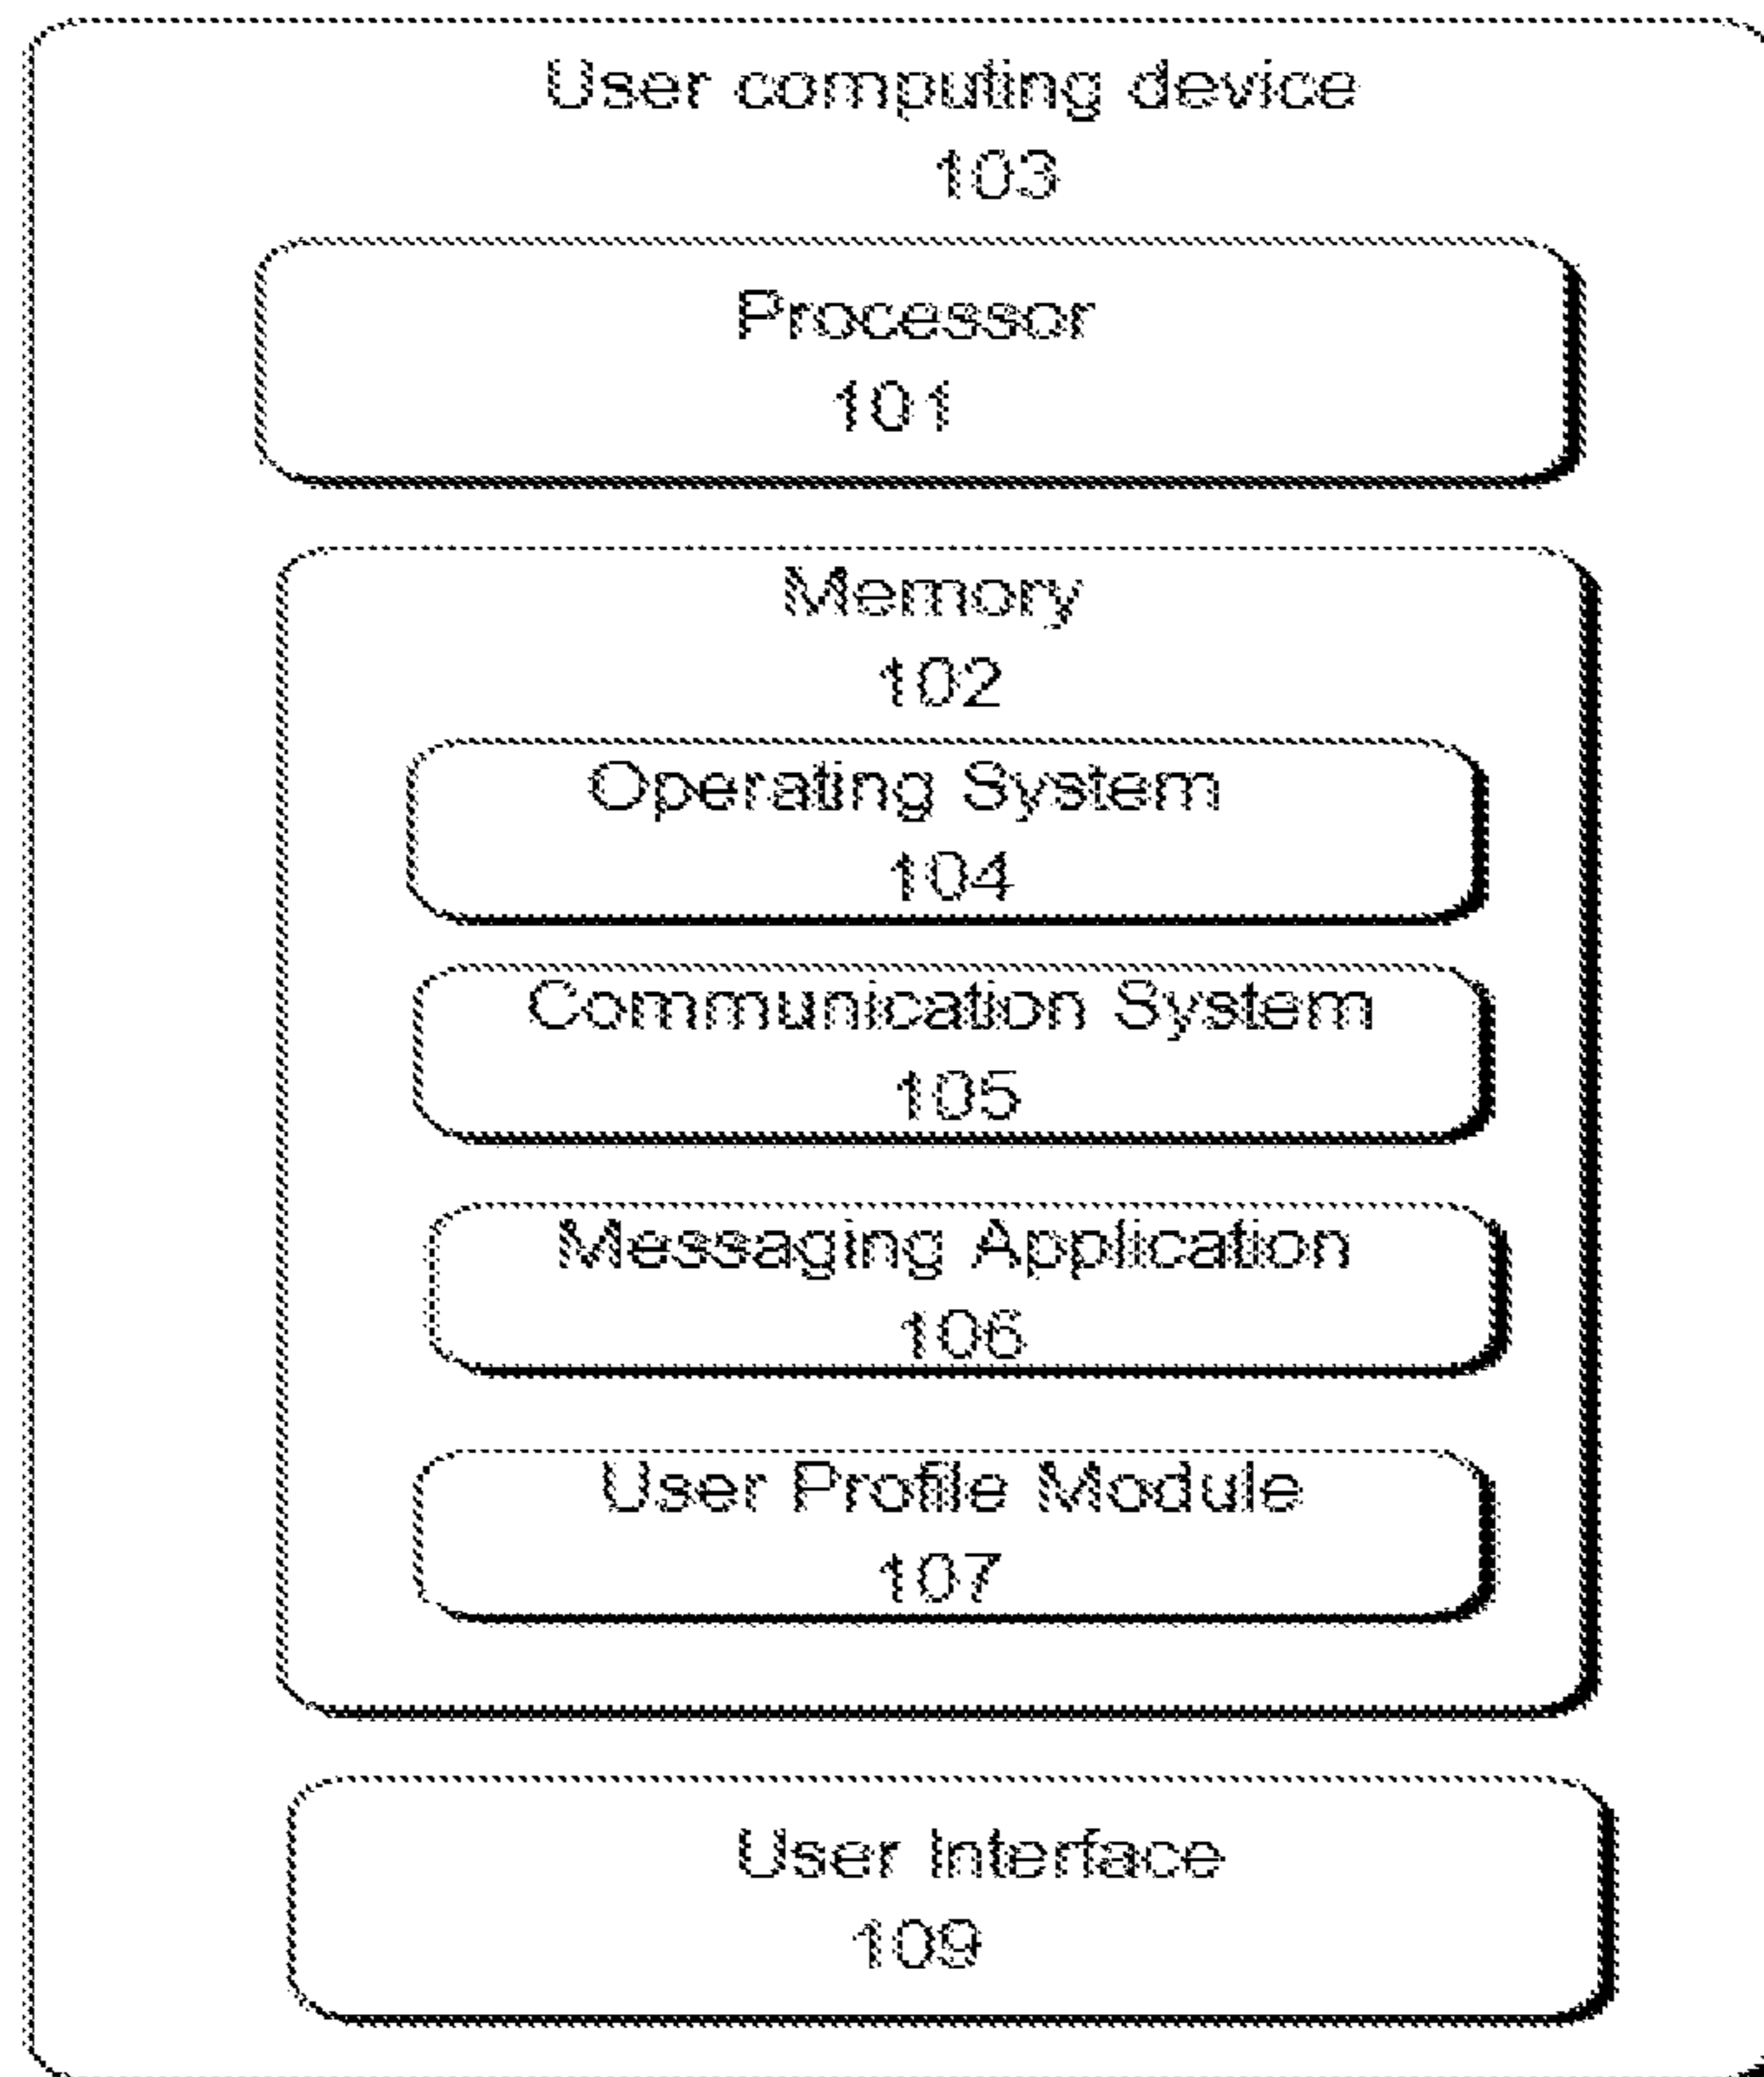 User computing device
103
Processor
101
Memory
102
Operating System
104
Communication System
105
Messaging Application
106
User Profile Module
107
User Interface
109